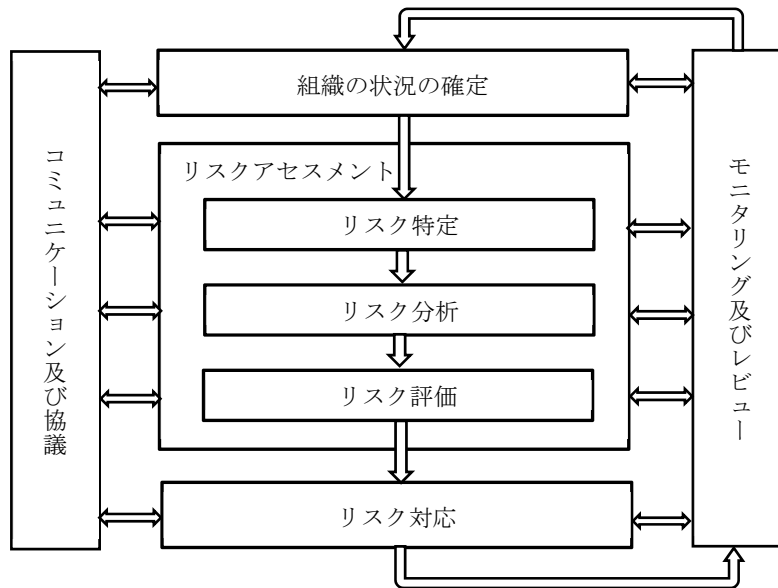 組織の状況の確定
コミュニケーション及び協議
リスクアセスメント
リスク特定
リスク分析
リスク評価
リスク対応
モニタリング及びレビュー